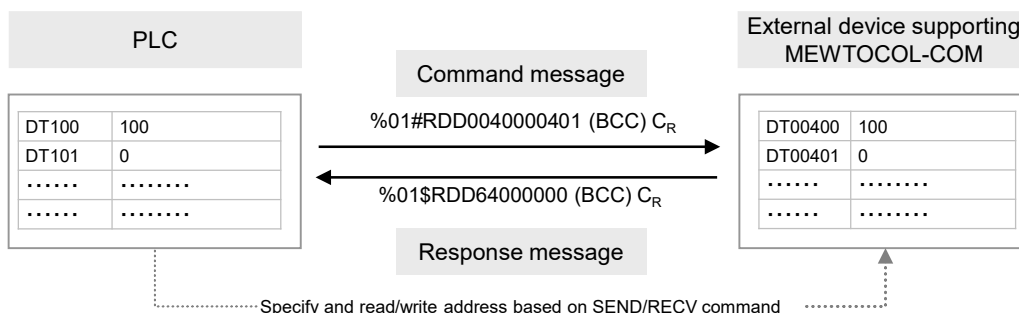 PLC
External device supporting
MEWTOCOL-COM
Command message
%01#RDD0040000401 (BCC) CR
DT100 100
DT101 0
······ ········
······ ········
DT00400 100
DT00401 0
······ ········
······ ········
%01$RDD64000000 (BCC) CR
Response message
Specify and read/write address based on SEND/RECV command